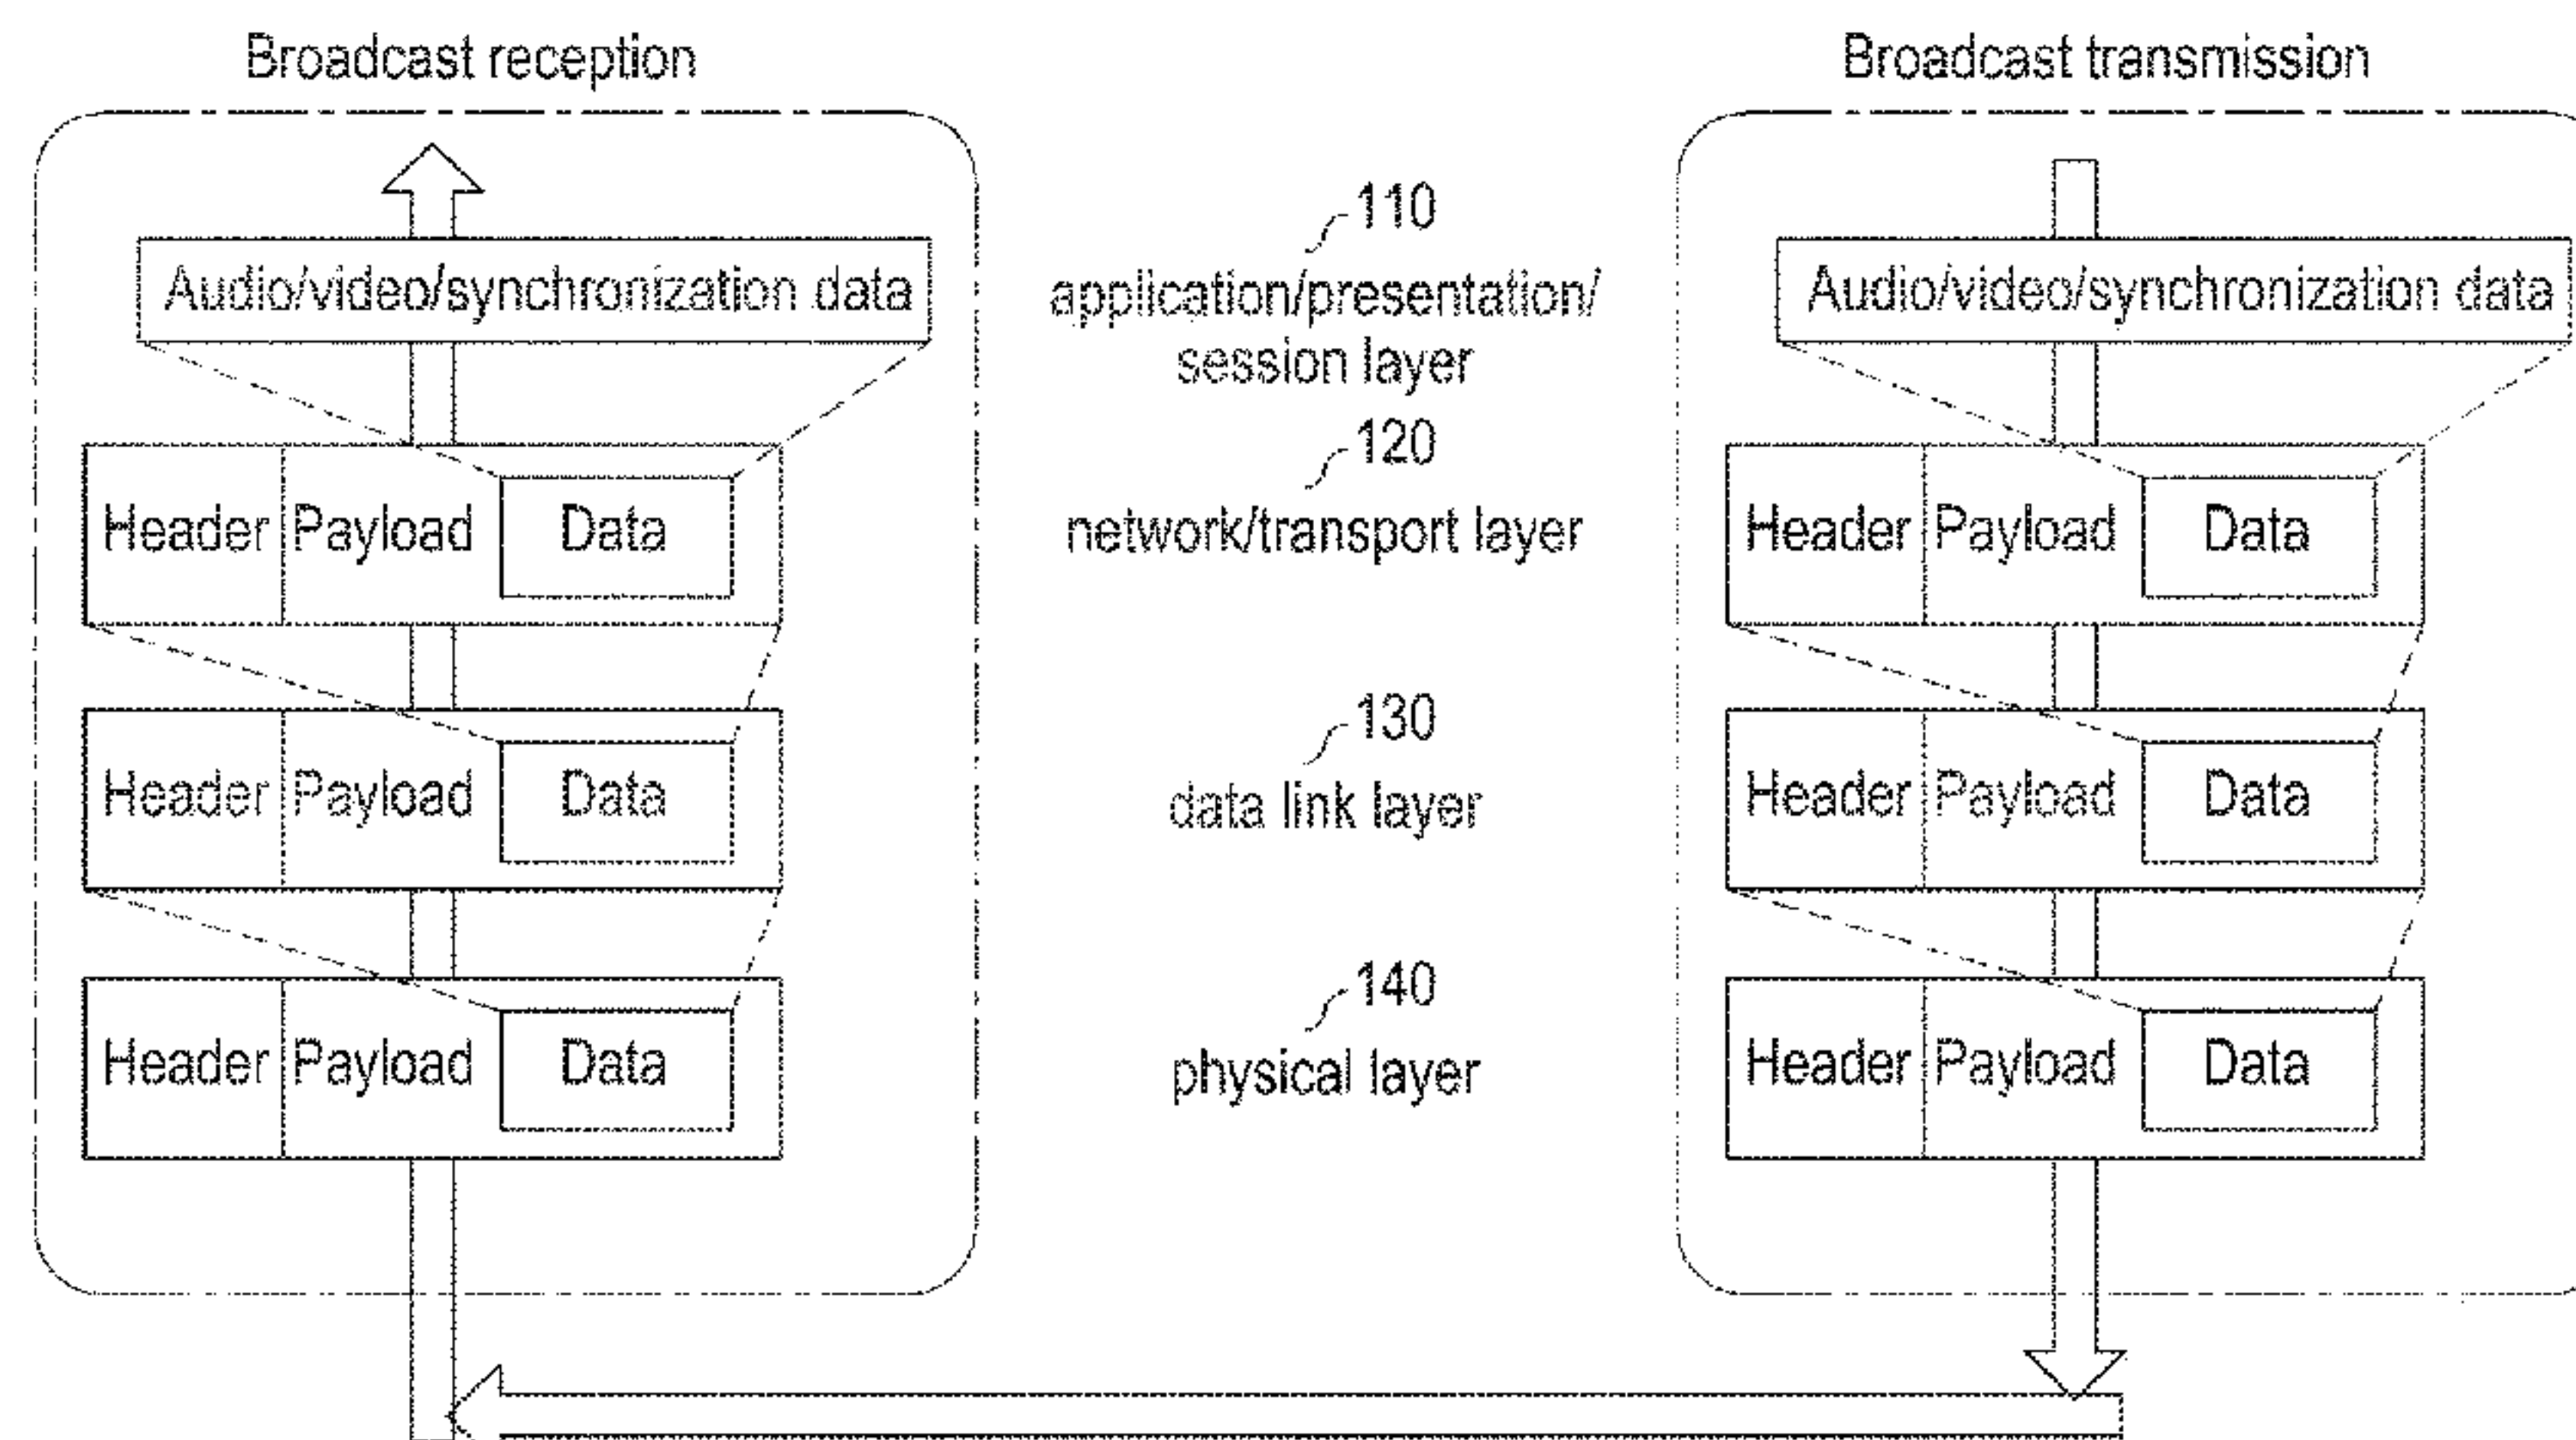 Broadcast reception
Broadcast transmission
110
Audio/video/synchronization data
application/presentation/
session layer
Audio/video/synchronization data
120
Header Payload Data
network/transport layer
Header Payload Data
130
Header Payload Data
data link layer
Header Payload Data
140
Header Payload Data
physical layer
Header Payload Data